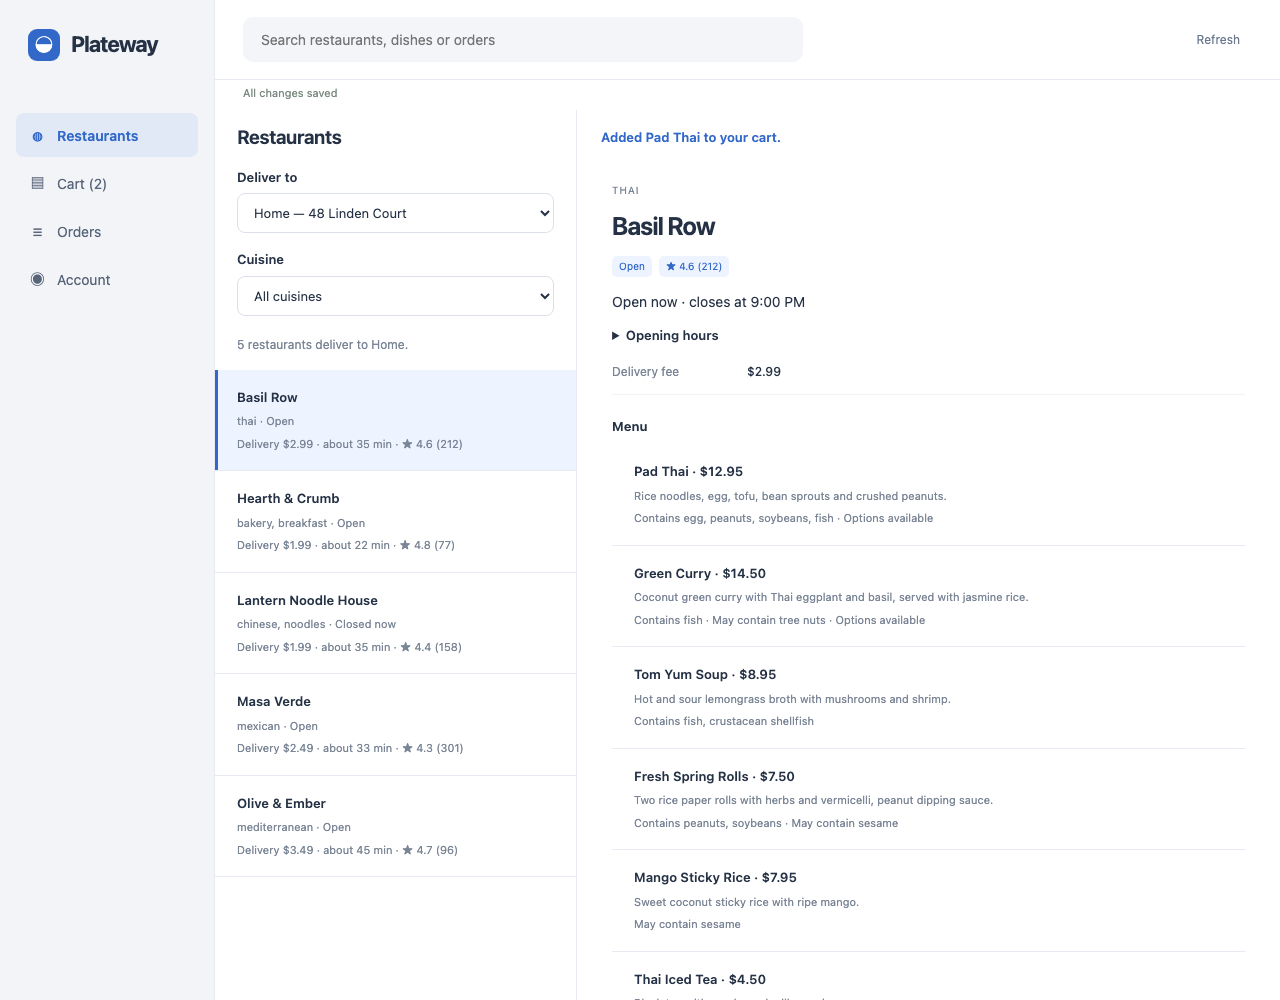 Plateway
Restaurants
Cart (2)
Orders
Account
Search restaurants, dishes or orders
Refresh
All changes saved
Restaurants
Deliver to
Home — 48 Linden Court
Cuisine
All cuisines
5 restaurants deliver to Home.
Basil Row
thai · Open
Delivery $2.99 · about 35 min · ★ 4.6 (212)
Hearth & Crumb
bakery, breakfast · Open
Delivery $1.99 · about 22 min · ★ 4.8 (77)
Lantern Noodle House
chinese, noodles · Closed now
Delivery $1.99 · about 35 min · ★ 4.4 (158)
Masa Verde
mexican · Open
Delivery $2.49 · about 33 min · ★ 4.3 (301)
Olive & Ember
mediterranean · Open
Delivery $3.49 · about 45 min · ★ 4.7 (96)
Added Pad Thai to your cart.
THAI
Basil Row
Open ★ 4.6 (212)
Open now · closes at 9:00 PM
Opening hours
Delivery fee $2.99
Menu
Pad Thai · $12.95
Rice noodles, egg, tofu, bean sprouts and crushed peanuts.
Contains egg, peanuts, soybeans, fish · Options available
Green Curry · $14.50
Coconut green curry with Thai eggplant and basil, served with jasmine rice.
Contains fish · May contain tree nuts · Options available
Tom Yum Soup · $8.95
Hot and sour lemongrass broth with mushrooms and shrimp.
Contains fish, crustacean shellfish
Fresh Spring Rolls · $7.50
Two rice paper rolls with herbs and vermicelli, peanut dipping sauce.
Contains peanuts, soybeans · May contain sesame
Mango Sticky Rice · $7.95
Sweet coconut sticky rice with ripe mango.
May contain sesame
Thai Iced Tea · $4.50